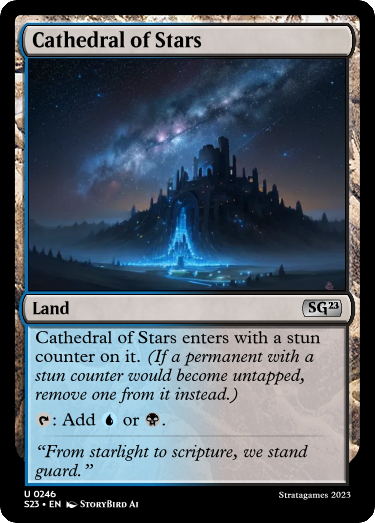 Cathedral of Stars
Land
SG23
Cathedral of Stars enters with a stun
counter on it. (If a permanent with a
stun counter would become untapped,
remove one from it instead.)
: Add or .
“From starlight to scripture, we stand
guard.”
U 0246
S23 • EN StoryBird Ai
Stratagames 2023